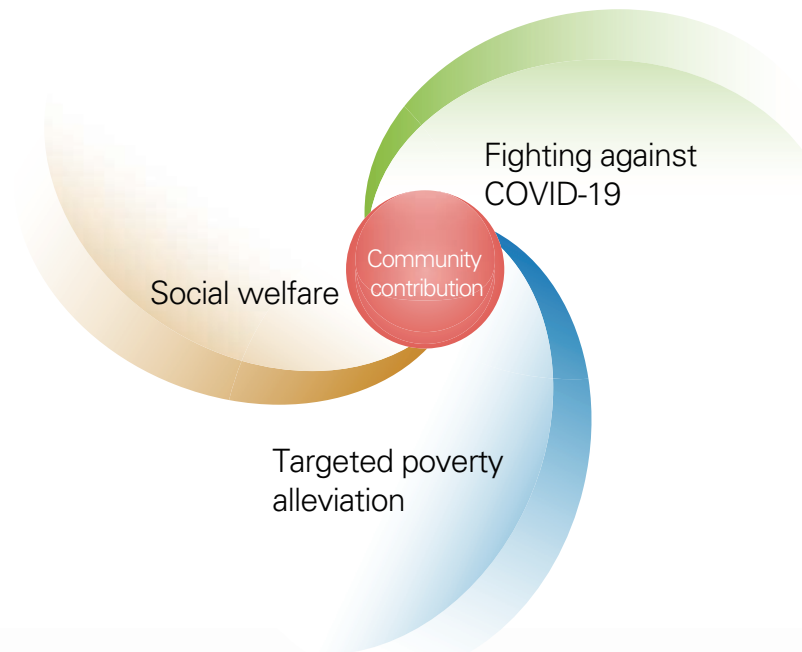 Fighting against
COVID-19
Community
contribution
Social welfare
Targeted poverty
alleviation